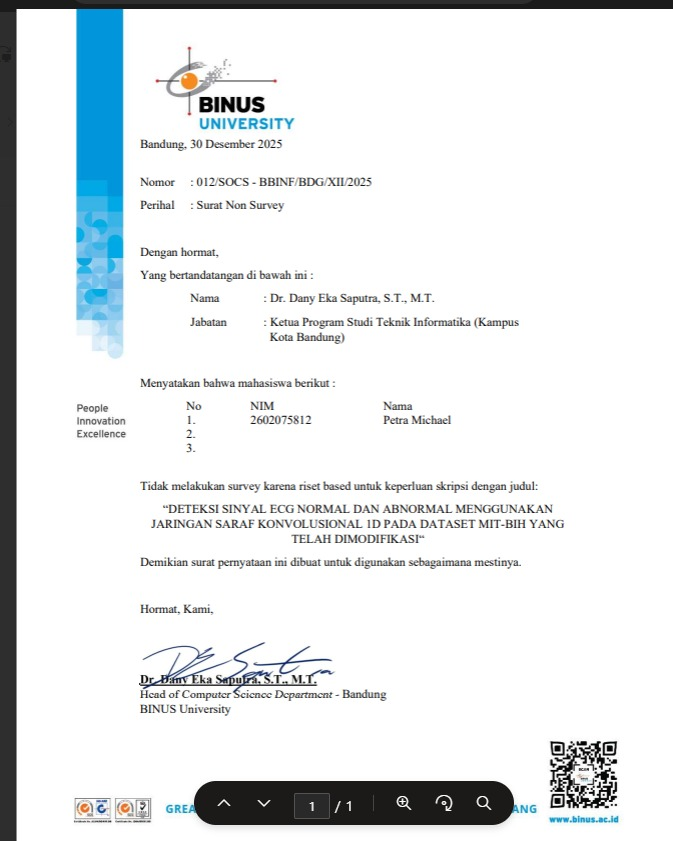 BINUS
UNIVERSITY
Bandung, 30 Desember 2025
Nomor : 012/SOCS - BBINF/BDG/XII/2025
Perihal : Surat Non Survey
Dengan hormat,
Yang bertandatangan di bawah ini :
Nama : Dr. Dany Eka Saputra, S.T., M.T.
Jabatan : Ketua Program Studi Teknik Informatika (Kampus
Kota Bandung)
Menyatakan bahwa mahasiswa berikut :
People
Innovation
Excellence
No NIM Nama
1. 2602075812 Petra Michael
2.
3.
Tidak melakukan survey karena riset based untuk keperluan skripsi dengan judul:
“DETEKSI SINYAL ECG NORMAL DAN ABNORMAL MENGGUNAKAN
JARINGAN SARAF KONVOLUSIONAL 1D PADA DATASET MIT-BIH YANG
TELAH DIMODIFIKASI“
Demikian surat pernyataan ini dibuat untuk digunakan sebagaimana mestinya.
Hormat, Kami,
Dr. Dany Eka Saputra, S.T., M.T.
Head of Computer Science Department - Bandung
BINUS University
GREA
ANG
1 / 1
www.binus.ac.id